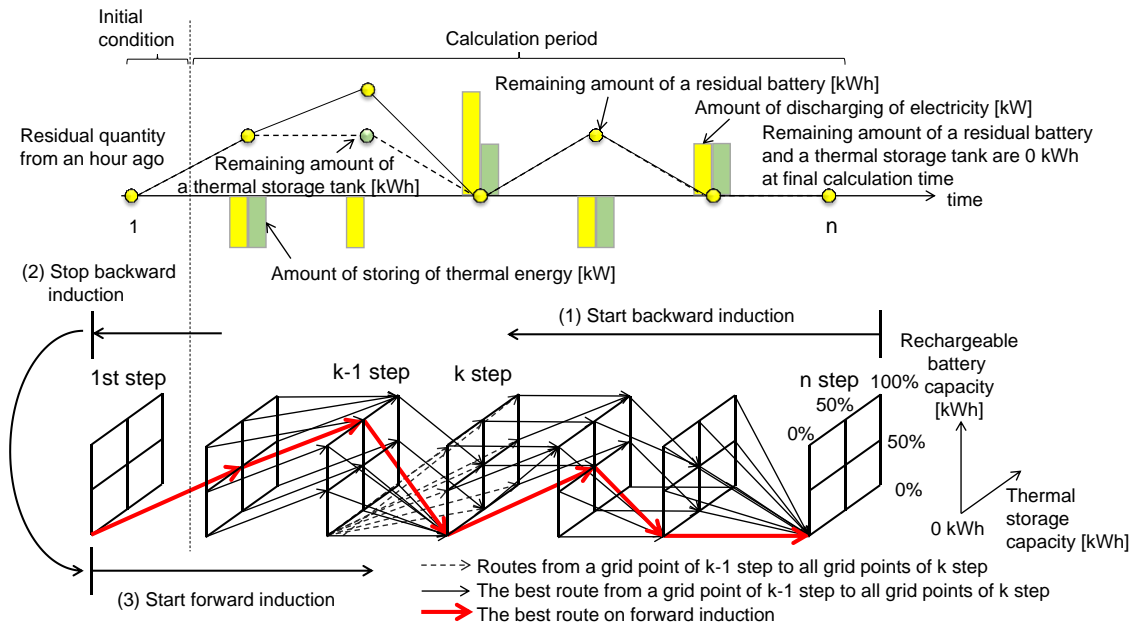 Initial
condition
Calculation period
Remaining amount of a residual battery [kWh]
Amount of discharging of electricity [kW]
Residual quantity
from an hour ago
Remaining amount of
a thermal storage tank [kWh]
Remaining amount of a residual battery
and a thermal storage tank are 0 kWh
at final calculation time
time
1
n
Amount of storing of thermal energy [kW]
(2) Stop backward
induction
(1) Start backward induction
Rechargeable
battery
capacity
[kWh]
1st step
k-1 step
k step
n step
100%
50%
0%
50%
0%
0 kWh
Thermal
storage
capacity [kWh]
(3) Start forward induction
Routes from a grid point of k-1 step to all grid points of k step
The best route from a grid point of k-1 step to all grid points of k step
The best route on forward induction